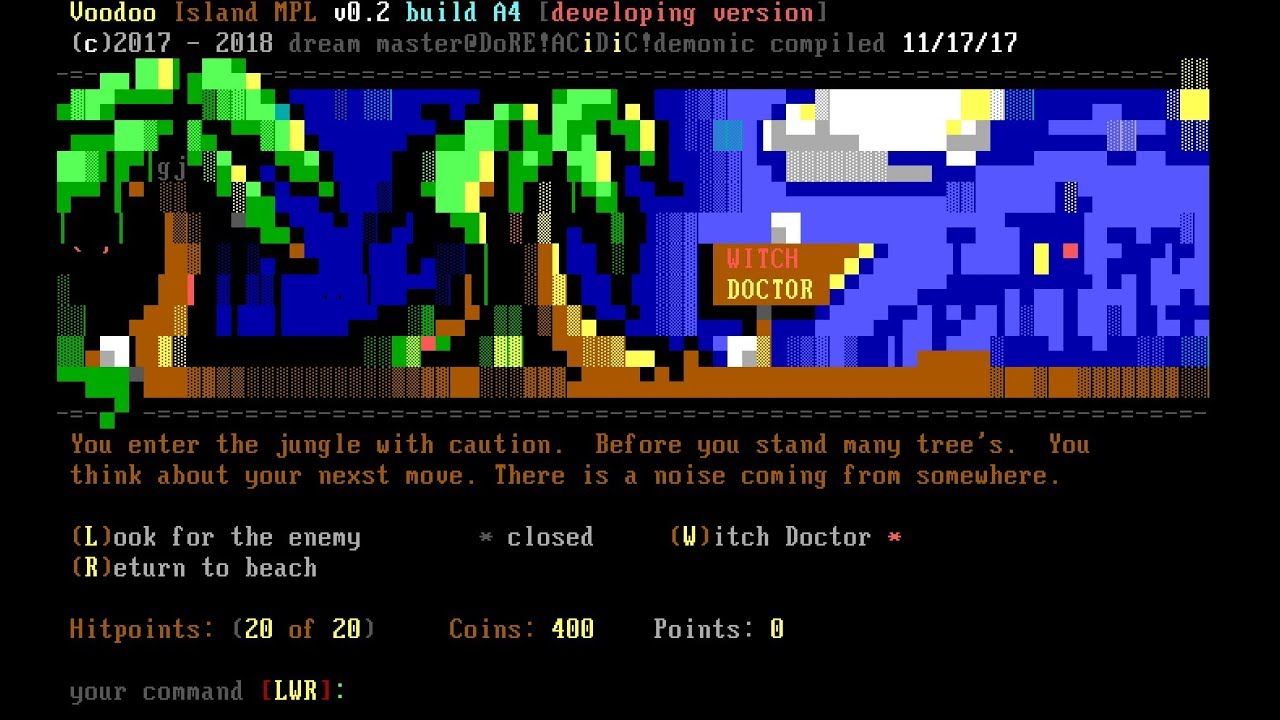 Voodoo Island MPL v0.2 build A4 [developing version]
(c)2017 - 2018 dream master@DoRE!ACiDiC!demonic compiled 11/17/17
gj
WITCH
DOCTOR
You enter the jungle with caution.  Before you stand many tree's.  You
think about your nexst move. There is a noise coming from somewhere.
(L)ook for the enemy * closed (W)itch Doctor *
(R)eturn to beach
Hitpoints: (20 of 20) Coins: 400 Points: 0
your command [LWR]: